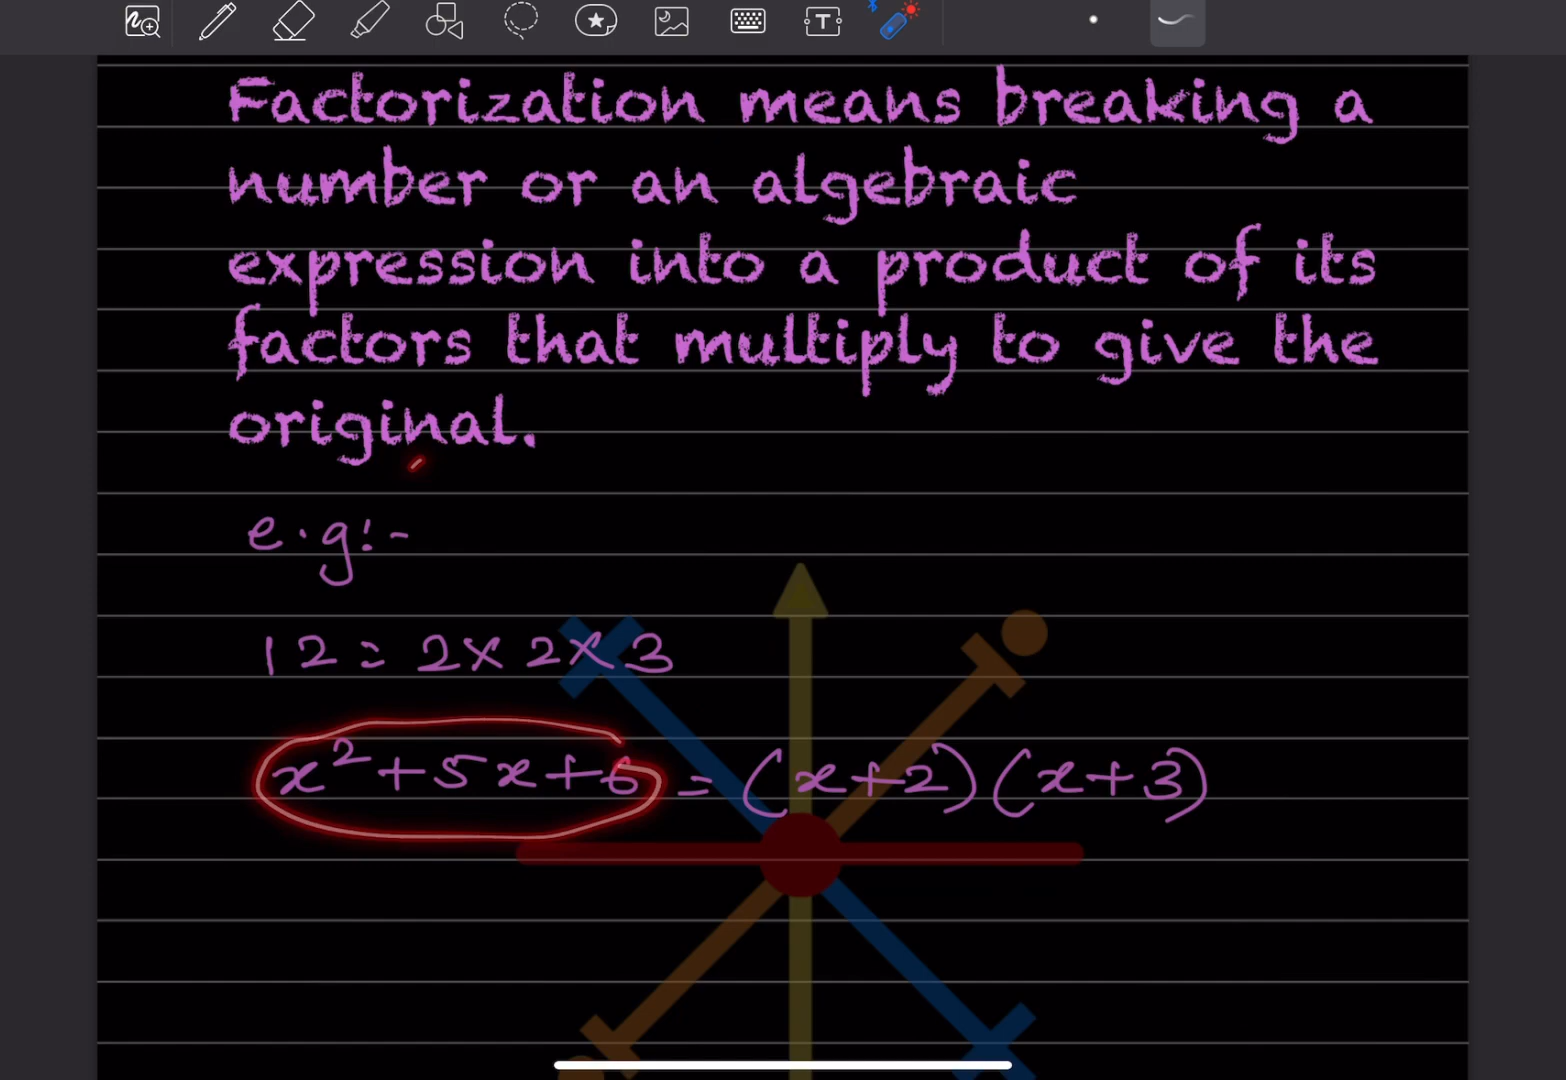 Factorization means breaking a
number or an algebraic
expression into a product of its
factors that multiply to give the
original.
e.g:-
12 = 2 × 2 × 3
x² + 5x + 6 = (x + 2) (x + 3)